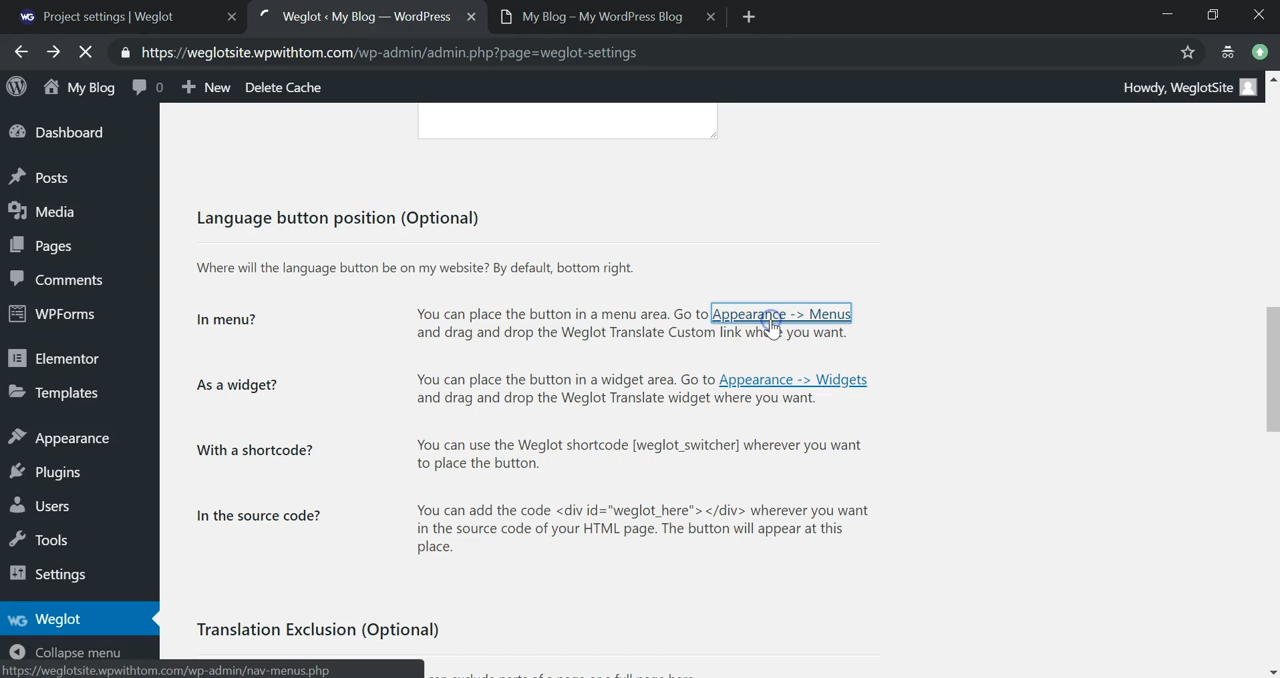 Project settings | Weglot
Weglot ‹ My Blog — WordPress
My Blog – My WordPress Blog
https://weglotsite.wpwithtom.com/wp-admin/admin.php?page=weglot-settings
My Blog
0
New
Delete Cache
Howdy, WeglotSite
Dashboard
Posts
Media
Pages
Comments
WPForms
Elementor
Templates
Appearance
Plugins
Users
Tools
Settings
Weglot
Collapse menu
Language button position (Optional)
Where will the language button be on my website? By default, bottom right.
In menu?
You can place the button in a menu area. Go to Appearance -> Menus
and drag and drop the Weglot Translate Custom link where you want.
As a widget?
You can place the button in a widget area. Go to Appearance -> Widgets
and drag and drop the Weglot Translate widget where you want.
With a shortcode?
You can use the Weglot shortcode [weglot_switcher] wherever you want
to place the button.
In the source code?
You can add the code <div id="weglot_here"></div> wherever you want
in the source code of your HTML page. The button will appear at this
place.
Translation Exclusion (Optional)
https://weglotsite.wpwithtom.com/wp-admin/nav-menus.php